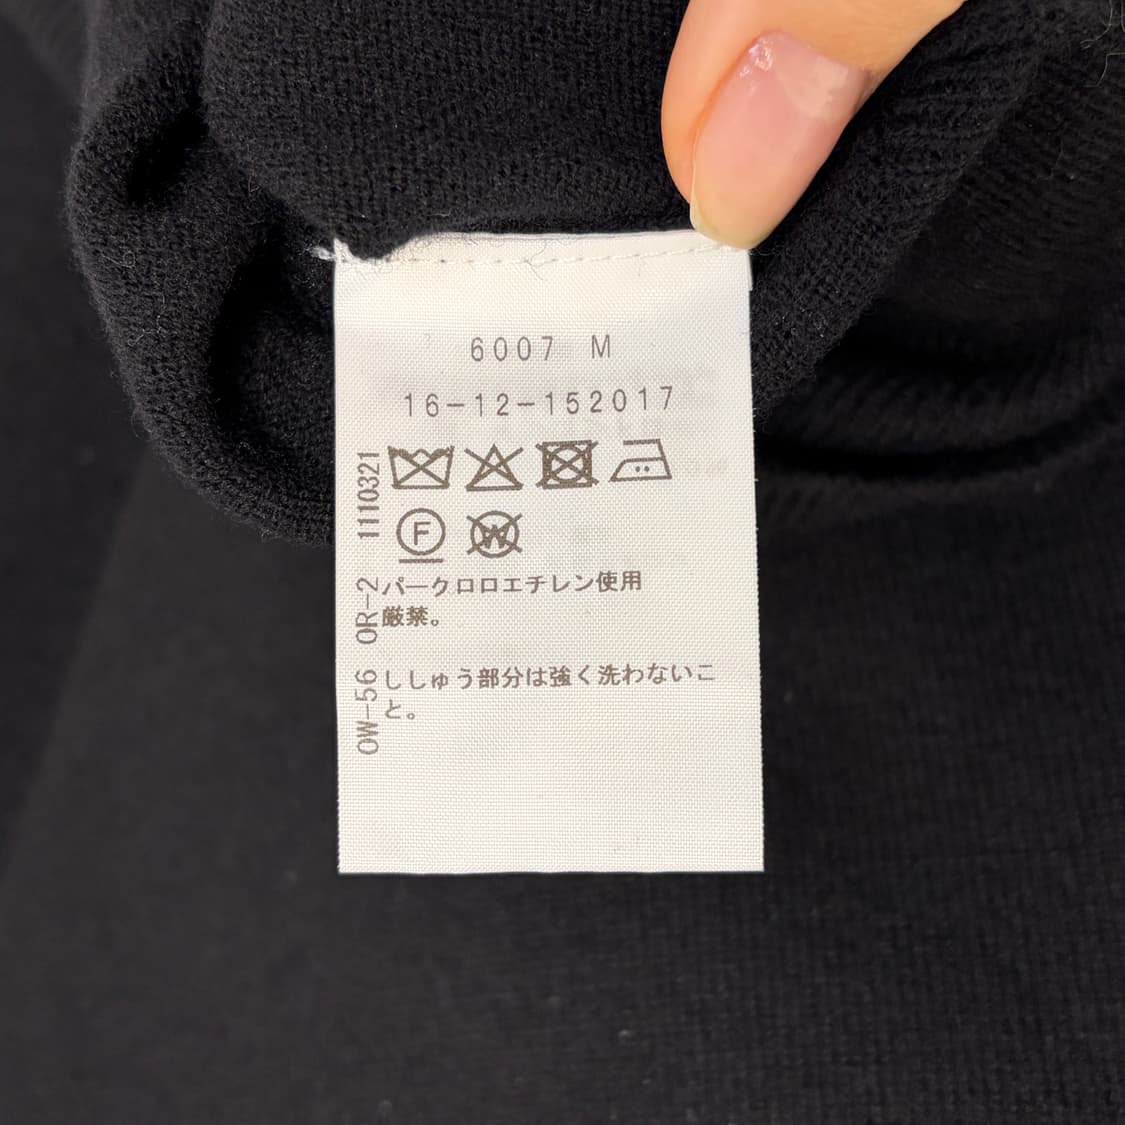 6007 M
16-12-152017
F
W
パークロロエチレン使用
厳禁。
ししゅう部分は強く洗わないこ
と。
OW-56 OR-2 1110321